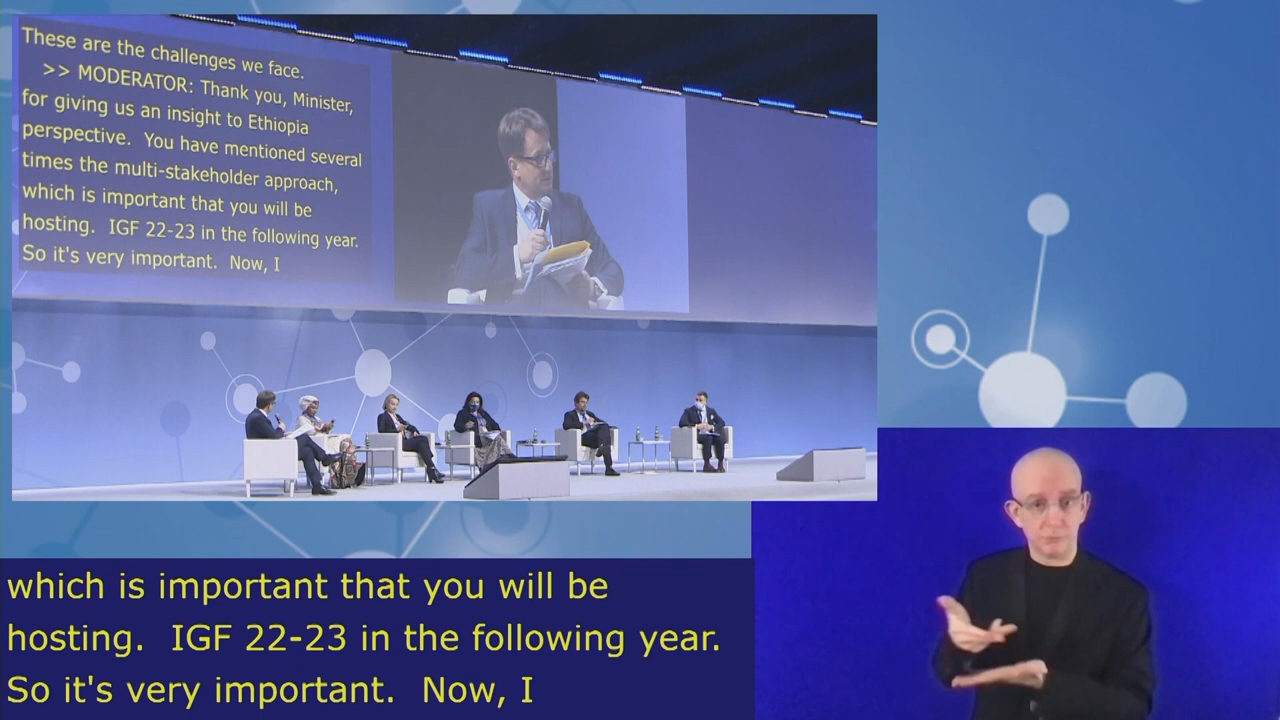 These are the challenges we face.
>> MODERATOR: Thank you, Minister,
for giving us an insight to Ethiopia
perspective. You have mentioned several
times the multi-stakeholder approach,
which is important that you will be
hosting. IGF 22-23 in the following year.
So it's very important. Now, I
which is important that you will be
hosting. IGF 22-23 in the following year.
So it's very important. Now, I